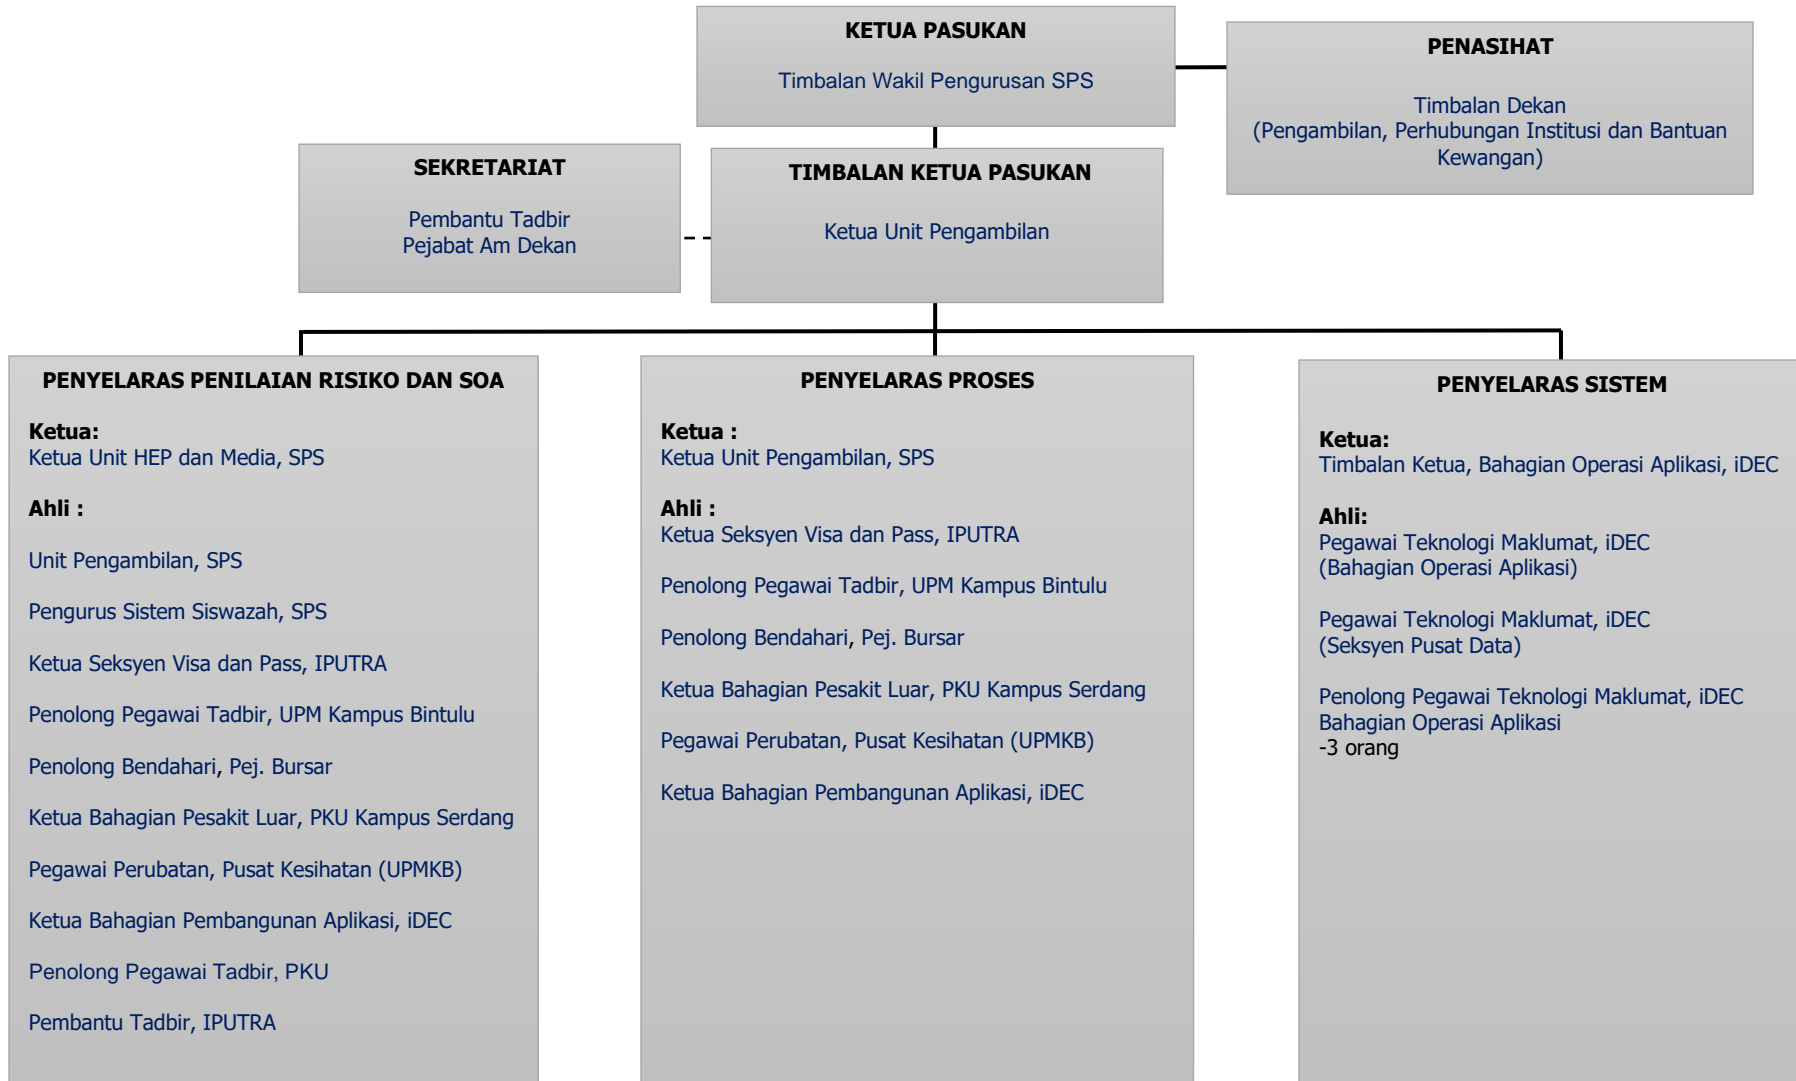 KETUA PASUKAN
Timbalan Wakil Pengurusan SPS
PENASIHAT
Timbalan Dekan
(Pengambilan, Perhubungan Institusi dan Bantuan
Kewangan)
SEKRETARIAT
Pembantu Tadbir
Pejabat Am Dekan
TIMBALAN KETUA PASUKAN
Ketua Unit Pengambilan
PENYELARAS PENILAIAN RISIKO DAN SOA
Ketua:
Ketua Unit HEP dan Media, SPS
Ahli :
Unit Pengambilan, SPS
Pengurus Sistem Siswazah, SPS
Ketua Seksyen Visa dan Pass, IPUTRA
Penolong Pegawai Tadbir, UPM Kampus Bintulu
Penolong Bendahari, Pej. Bursar
Ketua Bahagian Pesakit Luar, PKU Kampus Serdang
Pegawai Perubatan, Pusat Kesihatan (UPMKB)
Ketua Bahagian Pembangunan Aplikasi, iDEC
Penolong Pegawai Tadbir, PKU
Pembantu Tadbir, IPUTRA
PENYELARAS PROSES
Ketua :
Ketua Unit Pengambilan, SPS
Ahli :
Ketua Seksyen Visa dan Pass, IPUTRA
Penolong Pegawai Tadbir, UPM Kampus Bintulu
Penolong Bendahari, Pej. Bursar
Ketua Bahagian Pesakit Luar, PKU Kampus Serdang
Pegawai Perubatan, Pusat Kesihatan (UPMKB)
Ketua Bahagian Pembangunan Aplikasi, iDEC
PENYELARAS SISTEM
Ketua:
Timbalan Ketua, Bahagian Operasi Aplikasi, iDEC
Ahli:
Pegawai Teknologi Maklumat, iDEC
(Bahagian Operasi Aplikasi)
Pegawai Teknologi Maklumat, iDEC
(Seksyen Pusat Data)
Penolong Pegawai Teknologi Maklumat, iDEC
Bahagian Operasi Aplikasi
-3 orang